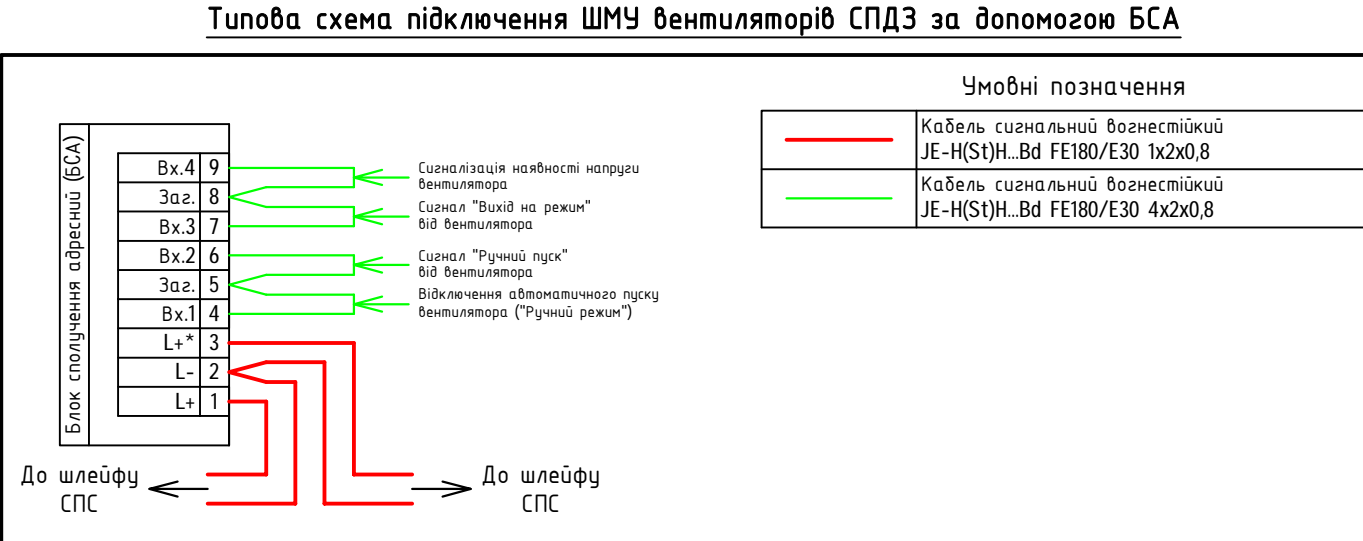 Типова схема підключення ШМУ вентиляторів СПДЗ за допомогою БСА
Умовні позначення
Кабель сигнальний вогнестійкий
JE-H(St)H...Bd FE180/E30 1x2x0,8
Кабель сигнальний вогнестійкий
JE-H(St)H...Bd FE180/E30 4x2x0,8
Блок сполучення адресний (БСА)
Вх.4 9
Заг. 8
Вх.3 7
Вх.2 6
Заг. 5
Вх.1 4
L+* 3
L- 2
L+ 1
Сигналізація наявності напруги
вентилятора
Сигнал "Вихід на режим"
від вентилятора
Сигнал "Ручний пуск"
від вентилятора
Відключення автоматичного пуску
вентилятора ("Ручний режим")
До шлейфу
СПС
До шлейфу
СПС